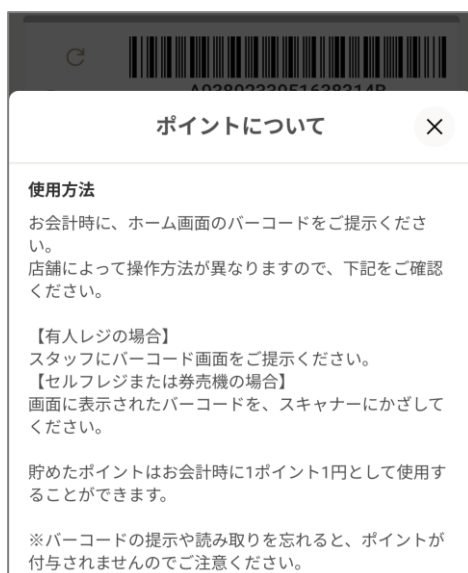 ポイントについて
使用方法
お会計時に、ホーム画面のバーコードをご提示くださ
い。
店舗によって操作方法が異なりますので、下記をご確認
ください。
【有人レジの場合】
スタッフにバーコード画面をご提示ください。
【セルフレジまたは券売機の場合】
画面に表示されたバーコードを、スキャナーにかざして
ください。
貯めたポイントはお会計時に1ポイント1円として使用す
ることができます。
※バーコードの提示や読み取りを忘れると、ポイントが
付与されませんのでご注意ください。